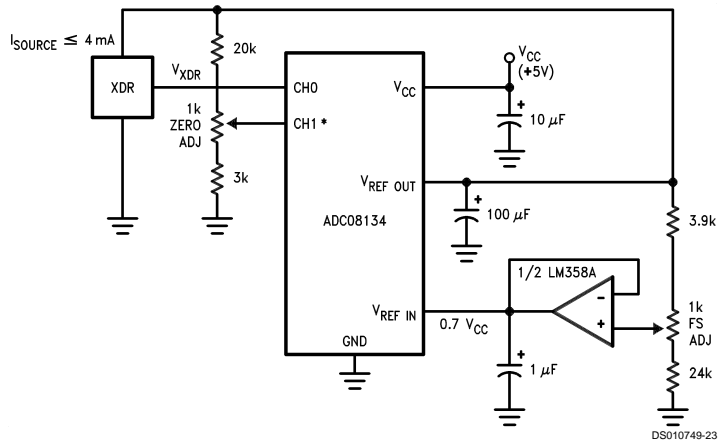 I_SOURCE ≤ 4 mA
XDR
V_XDR
20k
1k
ZERO
ADJ
3k
CH0
CH1 *
ADC08134
V_CC
V_REF OUT
V_REF IN
GND
V_CC
(+5V)
+
10 µF
+
100 µF
3.9k
1/2 LM358A
-
+
0.7 V_CC
+
1 µF
1k
FS
ADJ
24k
DS010749-23